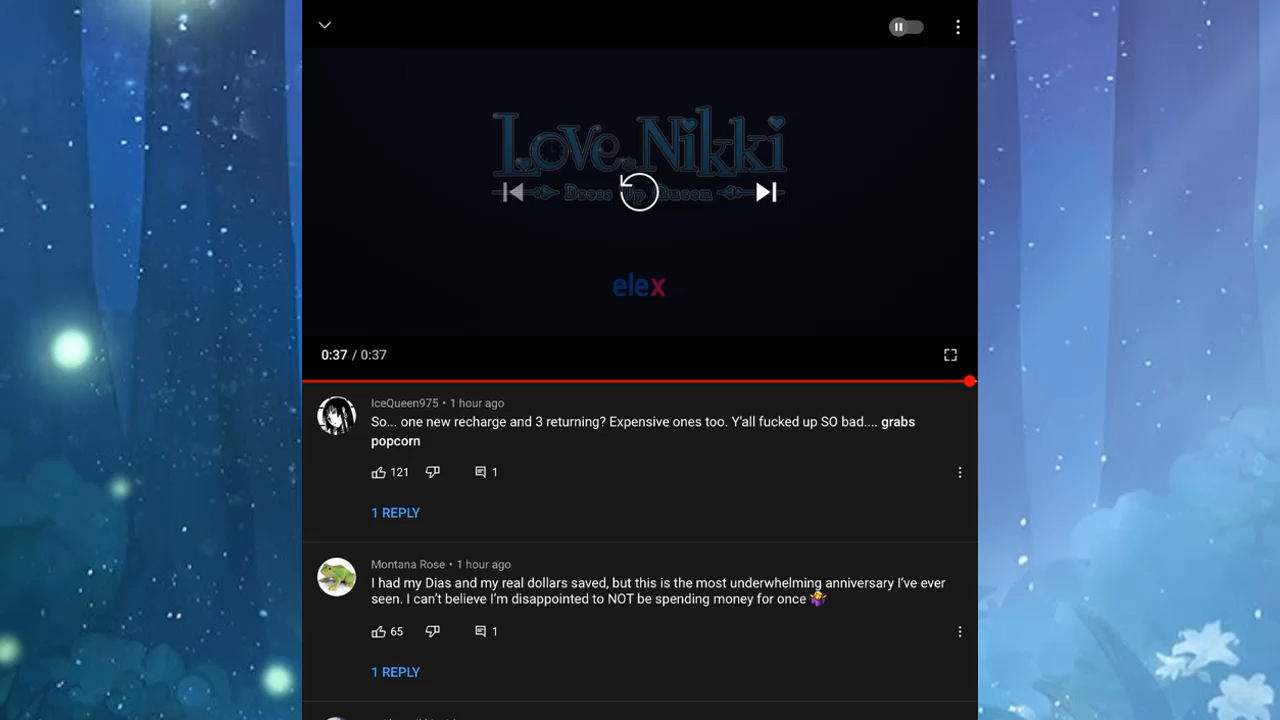 Love Nikki
Dress Up Queen
elex
0:37 / 0:37
IceQueen975 • 1 hour ago
So... one new recharge and 3 returning? Expensive ones too. Y'all fucked up SO bad.... grabs
popcorn
121
1
1 REPLY
Montana Rose • 1 hour ago
I had my Dias and my real dollars saved, but this is the most underwhelming anniversary I've ever
seen. I can't believe I'm disappointed to NOT be spending money for once 🤷‍♀️
65
1
1 REPLY